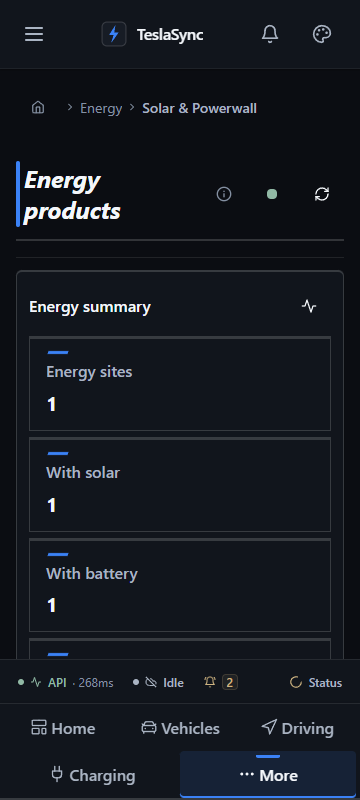 TeslaSync
Energy
Solar & Powerwall
Energy
products
Energy summary
Energy sites
1
With solar
1
With battery
1
API · 268ms
Idle
2
Status
Home
Vehicles
Driving
Charging
More